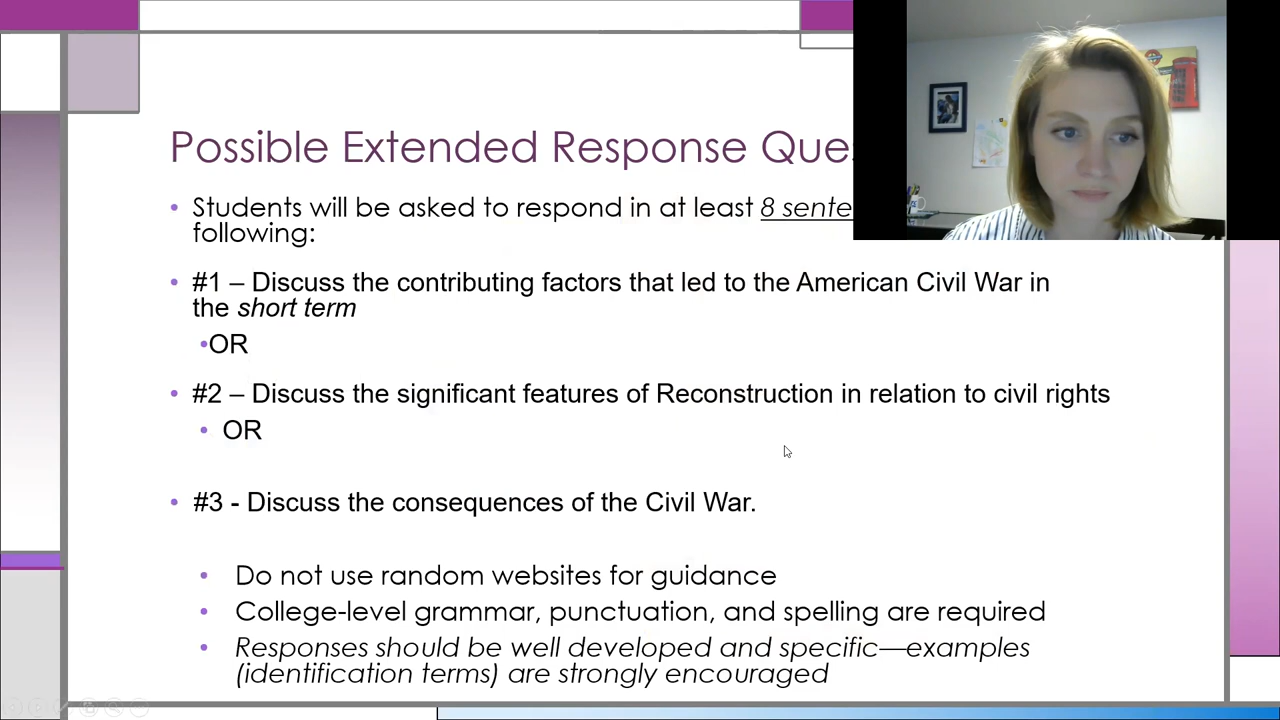 Possible Extended Response
• Students will be asked to respond in at least 8
following:
• #1 – Discuss the contributing factors that led to the American Civil War in
the short term
•OR
• #2 – Discuss the significant features of Reconstruction in relation to civil rights
• OR
• #3 - Discuss the consequences of the Civil War.
• Do not use random websites for guidance
• College-level grammar, punctuation, and spelling are required
• Responses should be well developed and specific—examples
(identification terms) are strongly encouraged